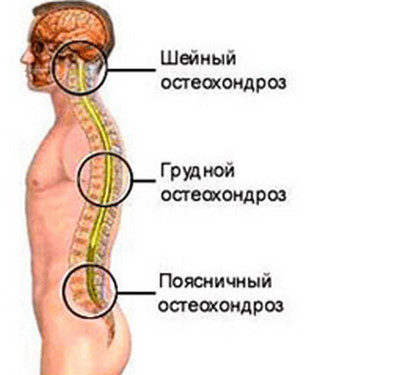 Шейный
остеохондроз
Грудной
остеохондроз
Поясничный
остеохондроз